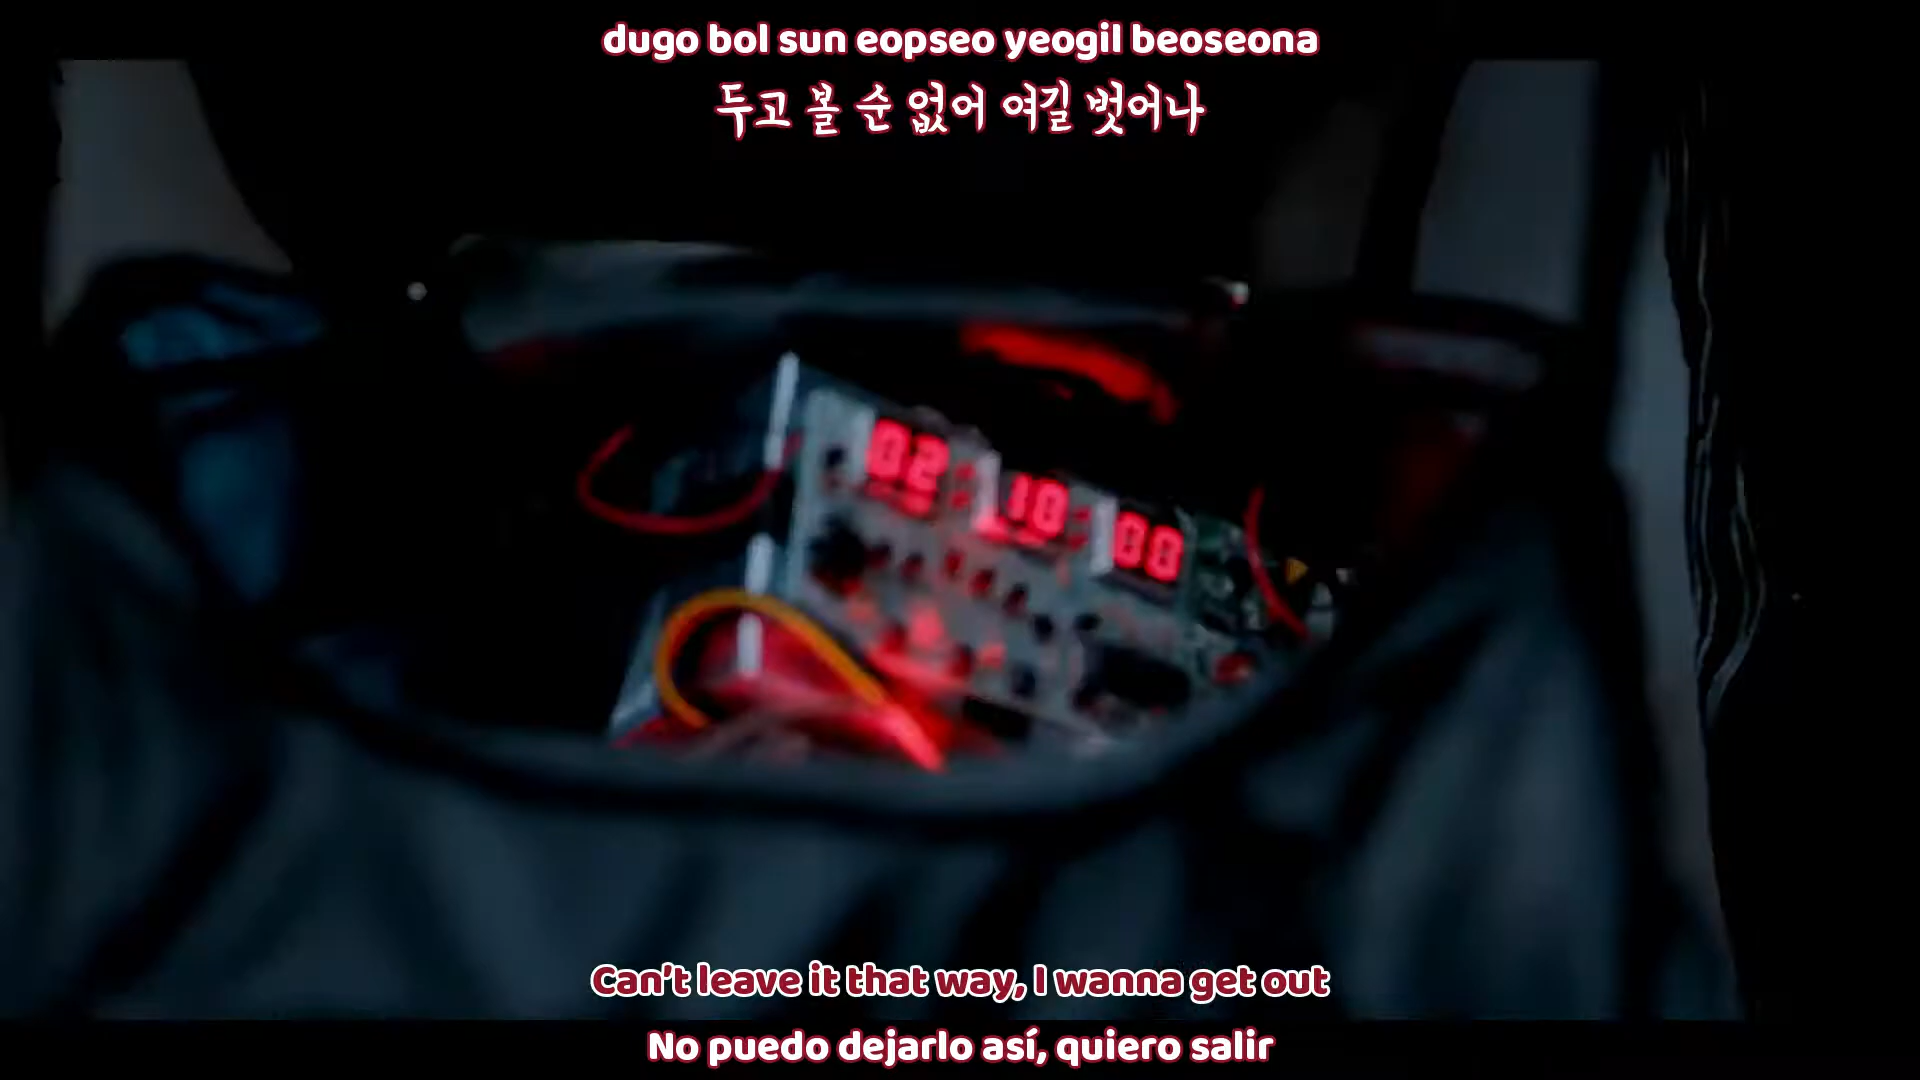 dugo bol sun eopseo yeogil beoseona
두고 볼 순 없어 여길 벗어나
02:10:00
Can't leave it that way, I wanna get out
No puedo dejarlo así, quiero salir